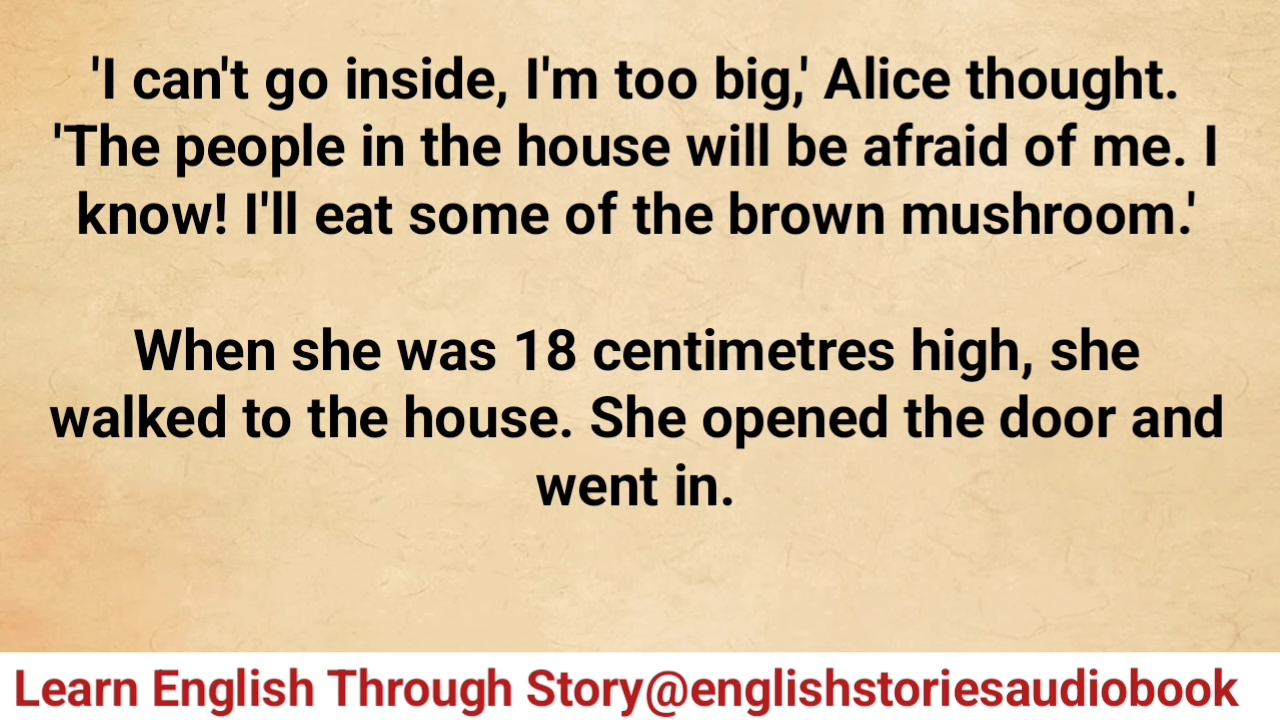 'I can't go inside, I'm too big,' Alice thought.
'The people in the house will be afraid of me. I
know! I'll eat some of the brown mushroom.'
When she was 18 centimetres high, she
walked to the house. She opened the door and
went in.
Learn English Through Story@englishstoriesaudiobook